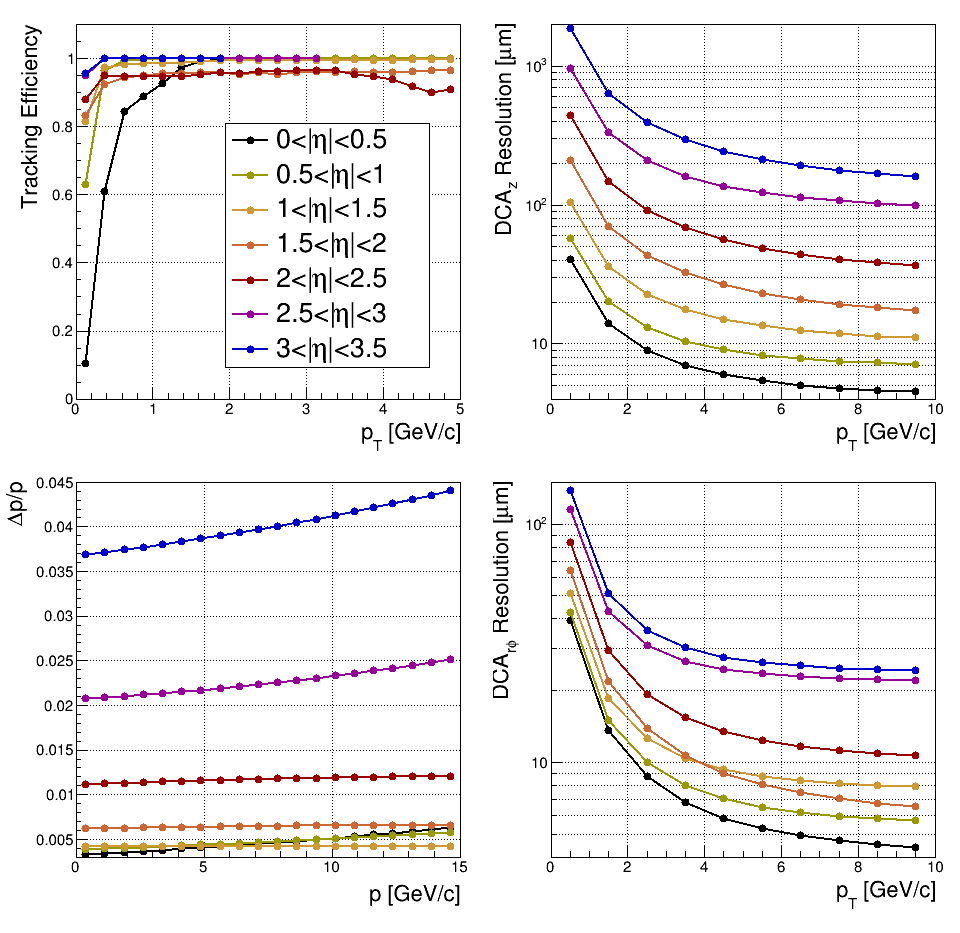 Tracking Efficiency
1
0.8
0.6
0.4
0.2
0
0 1 2 3 4 5
p_T [GeV/c]
0<|η|<0.5
0.5<|η|<1
1<|η|<1.5
1.5<|η|<2
2<|η|<2.5
2.5<|η|<3
3<|η|<3.5
DCA_Z Resolution [μm]
10³
10²
10
0 2 4 6 8 10
p_T [GeV/c]
Δp/p
0.045
0.04
0.035
0.03
0.025
0.02
0.015
0.01
0.005
0 5 10 15
p [GeV/c]
DCA_rφ Resolution [μm]
10²
10
0 2 4 6 8 10
p_T [GeV/c]